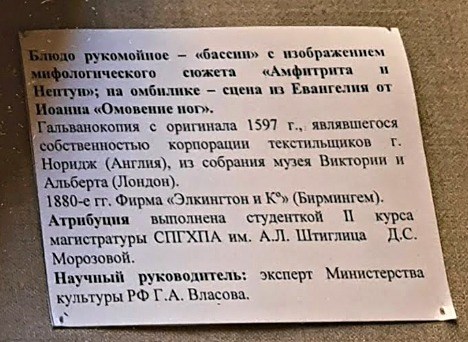 Блюдо рукомойное – «бассин» с изображением
мифологического сюжета «Амфитрита и
Нептун»; на омбилике – сцена из Евангелия от
Иоанна «Омовение ног».
Гальванокопия с оригинала 1597 г., являвшегося
собственностью корпорации текстильщиков г.
Норидж (Англия), из собрания музея Виктории и
Альберта (Лондон).
1880-е гг. Фирма «Элкингтон и К°» (Бирмингем).
Атрибуция выполнена студенткой II курса
магистратуры СПГХПА им. А.Л. Штиглица Д.С.
Морозовой.
Научный руководитель: эксперт Министерства
культуры РФ Г.А. Власова.